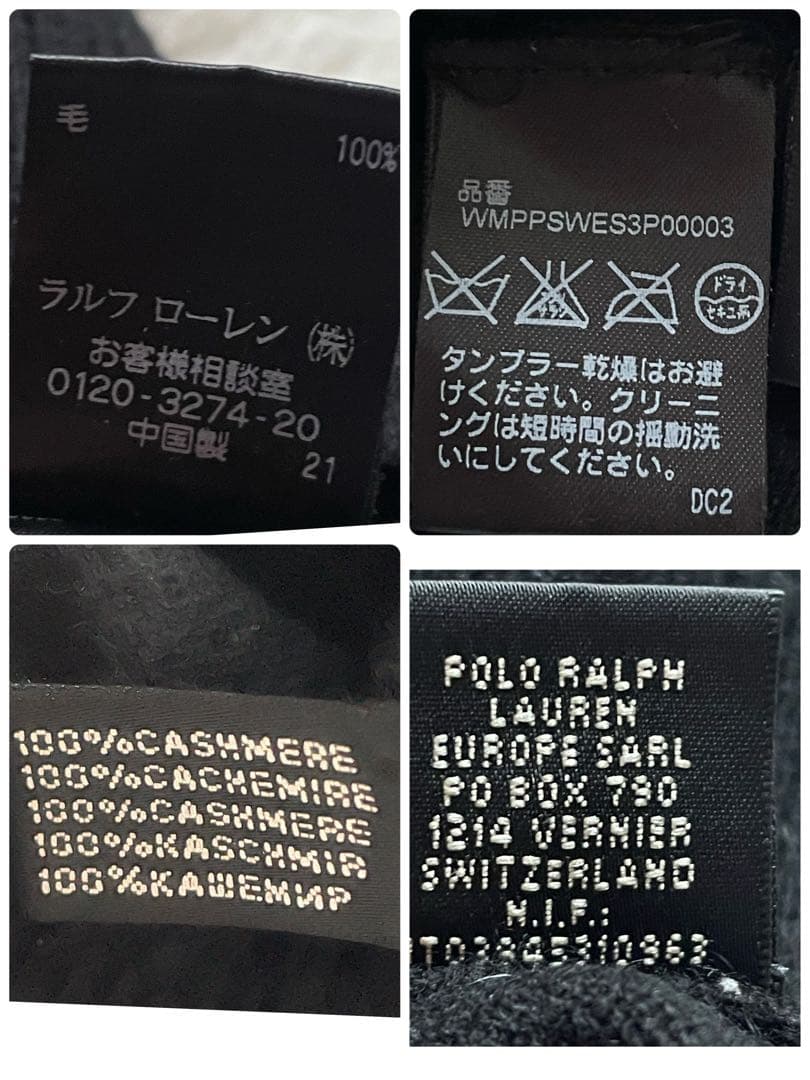 毛
100%
ラルフ ローレン (株)
お客様相談室
0120-3274-20
中国製
21
品番
WMPPSWES3P00003
ドライ
セキユ系
タンブラー乾燥はお避
けください。クリーニ
ングは短時間の揺動洗
いにしてください。
DC2
100%CASHMERE
100%CACHEMIRE
100%CASHMERE
100%KASCHMIR
100%КАШЕМИР
POLO RALPH
LAUREN
EUROPE SARL
PO BOX 790
1214 VERNIER
SWITZERLAND
N.I.F.: